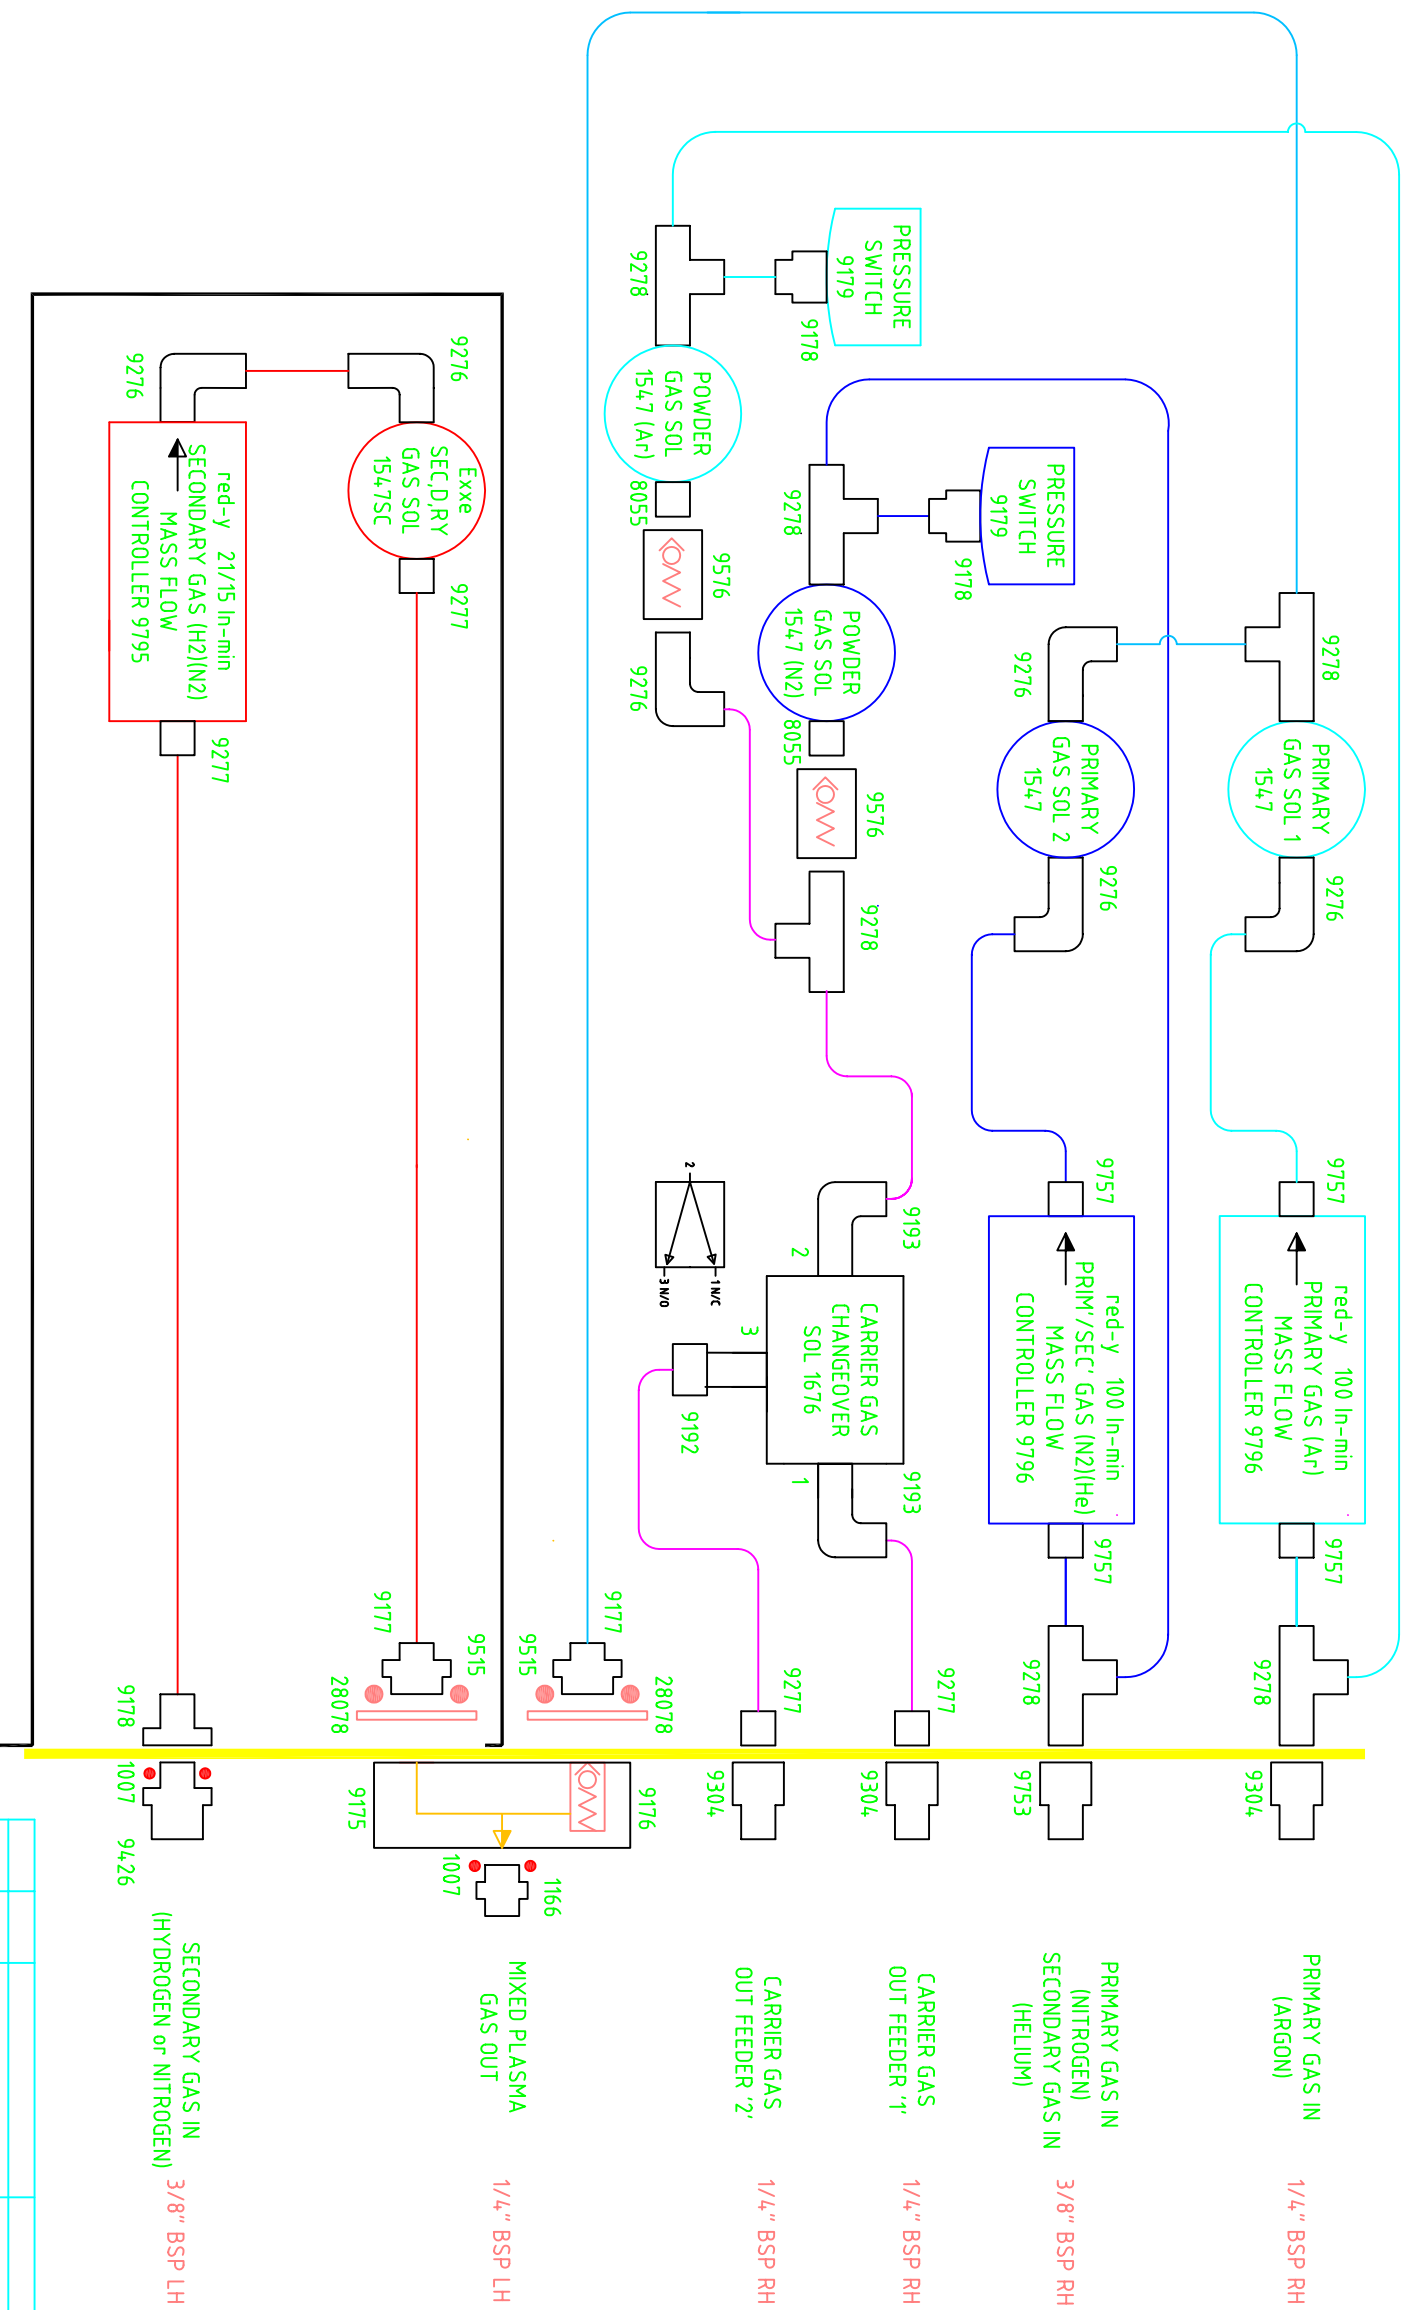 9278
PRIMARY
GAS SOL 1
1547
9276
9757
red-y 100 ln-min
PRIMARY GAS (Ar)
MASS FLOW
CONTROLLER 9796
9757
9278
9304
PRIMARY GAS IN
(ARGON)
1/4" BSP RH
PRESSURE
SWITCH
9179
9178
9276
PRIMARY
GAS SOL 2
1547
9276
9757
red-y 100 ln-min
PRIM'/SEC' GAS (N2)(He)
MASS FLOW
CONTROLLER 9796
9757
9278
9753
PRIMARY GAS IN
(NITROGEN)
SECONDARY GAS IN
(HELIUM)
3/8" BSP RH
PRESSURE
SWITCH
9179
9178
9278
POWDER
GAS SOL
1547 (N2)
8055
9576
9278
9193
2
CARRIER GAS
CHANGEOVER
SOL 1676
1
9193
3
9192
9277
9304
CARRIER GAS
OUT FEEDER '1'
1/4" BSP RH
9278
POWDER
GAS SOL
1547 (Ar)
8055
9576
9276
2
1 N/C
3 N/O
9277
9304
CARRIER GAS
OUT FEEDER '2'
1/4" BSP RH
9177
9515
28078
9176
9175
1166
1007
MIXED PLASMA
GAS OUT
1/4" BSP LH
9276
Exxe
SEC,D,RY
GAS SOL
1547SC
9277
9515
9177
28078
9276
red-y 21/15 ln-min
SECONDARY GAS (H2)(N2)
MASS FLOW
CONTROLLER 9795
9277
9178
1007
9426
SECONDARY GAS IN
(HYDROGEN or NITROGEN)
3/8" BSP LH